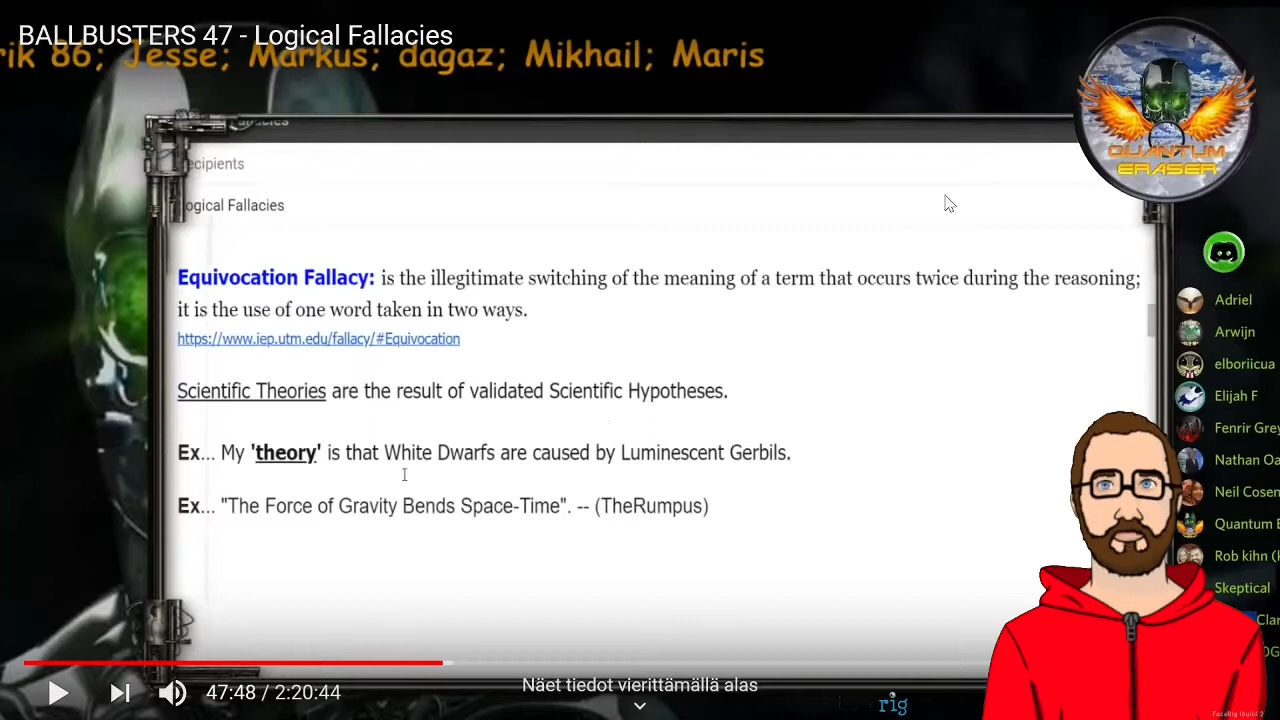 BALLBUSTERS 47 - Logical Fallacies
rik 86; Jesse; Markus; dagaz; Mikhail; Maris
ecipients
ogical Fallacies
QUANTUM
ERASER
Equivocation Fallacy: is the illegitimate switching of the meaning of a term that occurs twice during the reasoning;
it is the use of one word taken in two ways.
https://www.iep.utm.edu/fallacy/#Equivocation
Scientific Theories are the result of validated Scientific Hypotheses.
Ex... My 'theory' is that White Dwarfs are caused by Luminescent Gerbils.
Ex... "The Force of Gravity Bends Space-Time". -- (TheRumpus)
Adriel
Arwijn
elboriicua
Elijah F
Fenrir Grey
Nathan Oa
Neil Cosen
Quantum E
Rob kihn (k
Skeptical
Clar
OG
47:48 / 2:20:44
Näet tiedot vierittämällä alas
rig